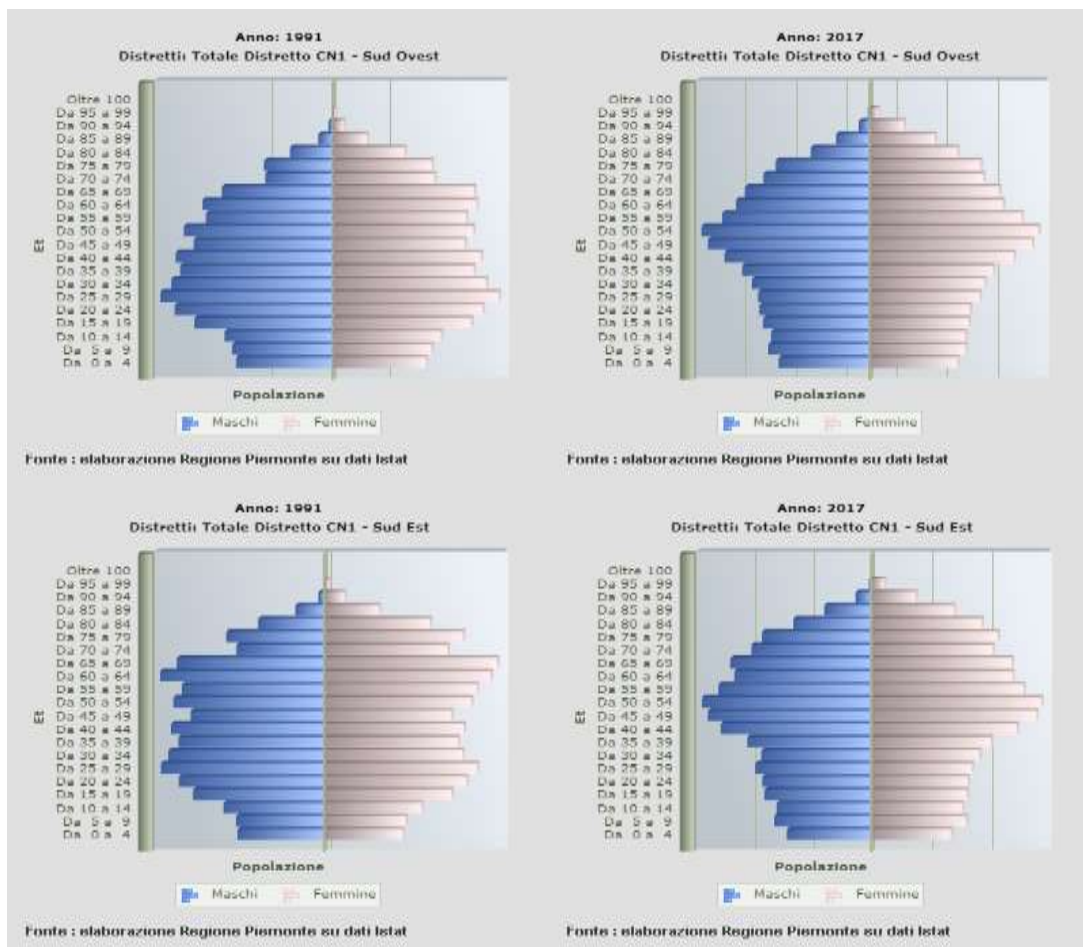 Anno: 1991
Distretti: Totale Distretto CN1 - Sud Ovest
Oltre 100
Da 95 a 99
Da 90 a 94
Da 85 a 89
Da 80 a 84
Da 75 a 79
Da 70 a 74
Da 65 a 69
Da 60 a 64
Da 55 a 59
Da 50 a 54
Da 45 a 49
Da 40 a 44
Da 35 a 39
Da 30 a 34
Da 25 a 29
Da 20 a 24
Da 15 a 19
Da 10 a 14
Da 5 a 9
Da 0 a 4
Et
Popolazione
Maschi Femmine
Fonte : elaborazione Regione Piemonte su dati Istat
Anno: 2017
Distretti: Totale Distretto CN1 - Sud Ovest
Oltre 100
Da 95 a 99
Da 90 a 94
Da 85 a 89
Da 80 a 84
Da 75 a 79
Da 70 a 74
Da 65 a 69
Da 60 a 64
Da 55 a 59
Da 50 a 54
Da 45 a 49
Da 40 a 44
Da 35 a 39
Da 30 a 34
Da 25 a 29
Da 20 a 24
Da 15 a 19
Da 10 a 14
Da 5 a 9
Da 0 a 4
Et
Popolazione
Maschi Femmine
Fonte : elaborazione Regione Piemonte su dati Istat
Anno: 1991
Distretti: Totale Distretto CN1 - Sud Est
Oltre 100
Da 95 a 99
Da 90 a 94
Da 85 a 89
Da 80 a 84
Da 75 a 79
Da 70 a 74
Da 65 a 69
Da 60 a 64
Da 55 a 59
Da 50 a 54
Da 45 a 49
Da 40 a 44
Da 35 a 39
Da 30 a 34
Da 25 a 29
Da 20 a 24
Da 15 a 19
Da 10 a 14
Da 5 a 9
Da 0 a 4
Et
Popolazione
Maschi Femmine
Fonte : elaborazione Regione Piemonte su dati Istat
Anno: 2017
Distretti: Totale Distretto CN1 - Sud Est
Oltre 100
Da 95 a 99
Da 90 a 94
Da 85 a 89
Da 80 a 84
Da 75 a 79
Da 70 a 74
Da 65 a 69
Da 60 a 64
Da 55 a 59
Da 50 a 54
Da 45 a 49
Da 40 a 44
Da 35 a 39
Da 30 a 34
Da 25 a 29
Da 20 a 24
Da 15 a 19
Da 10 a 14
Da 5 a 9
Da 0 a 4
Et
Popolazione
Maschi Femmine
Fonte : elaborazione Regione Piemonte su dati Istat